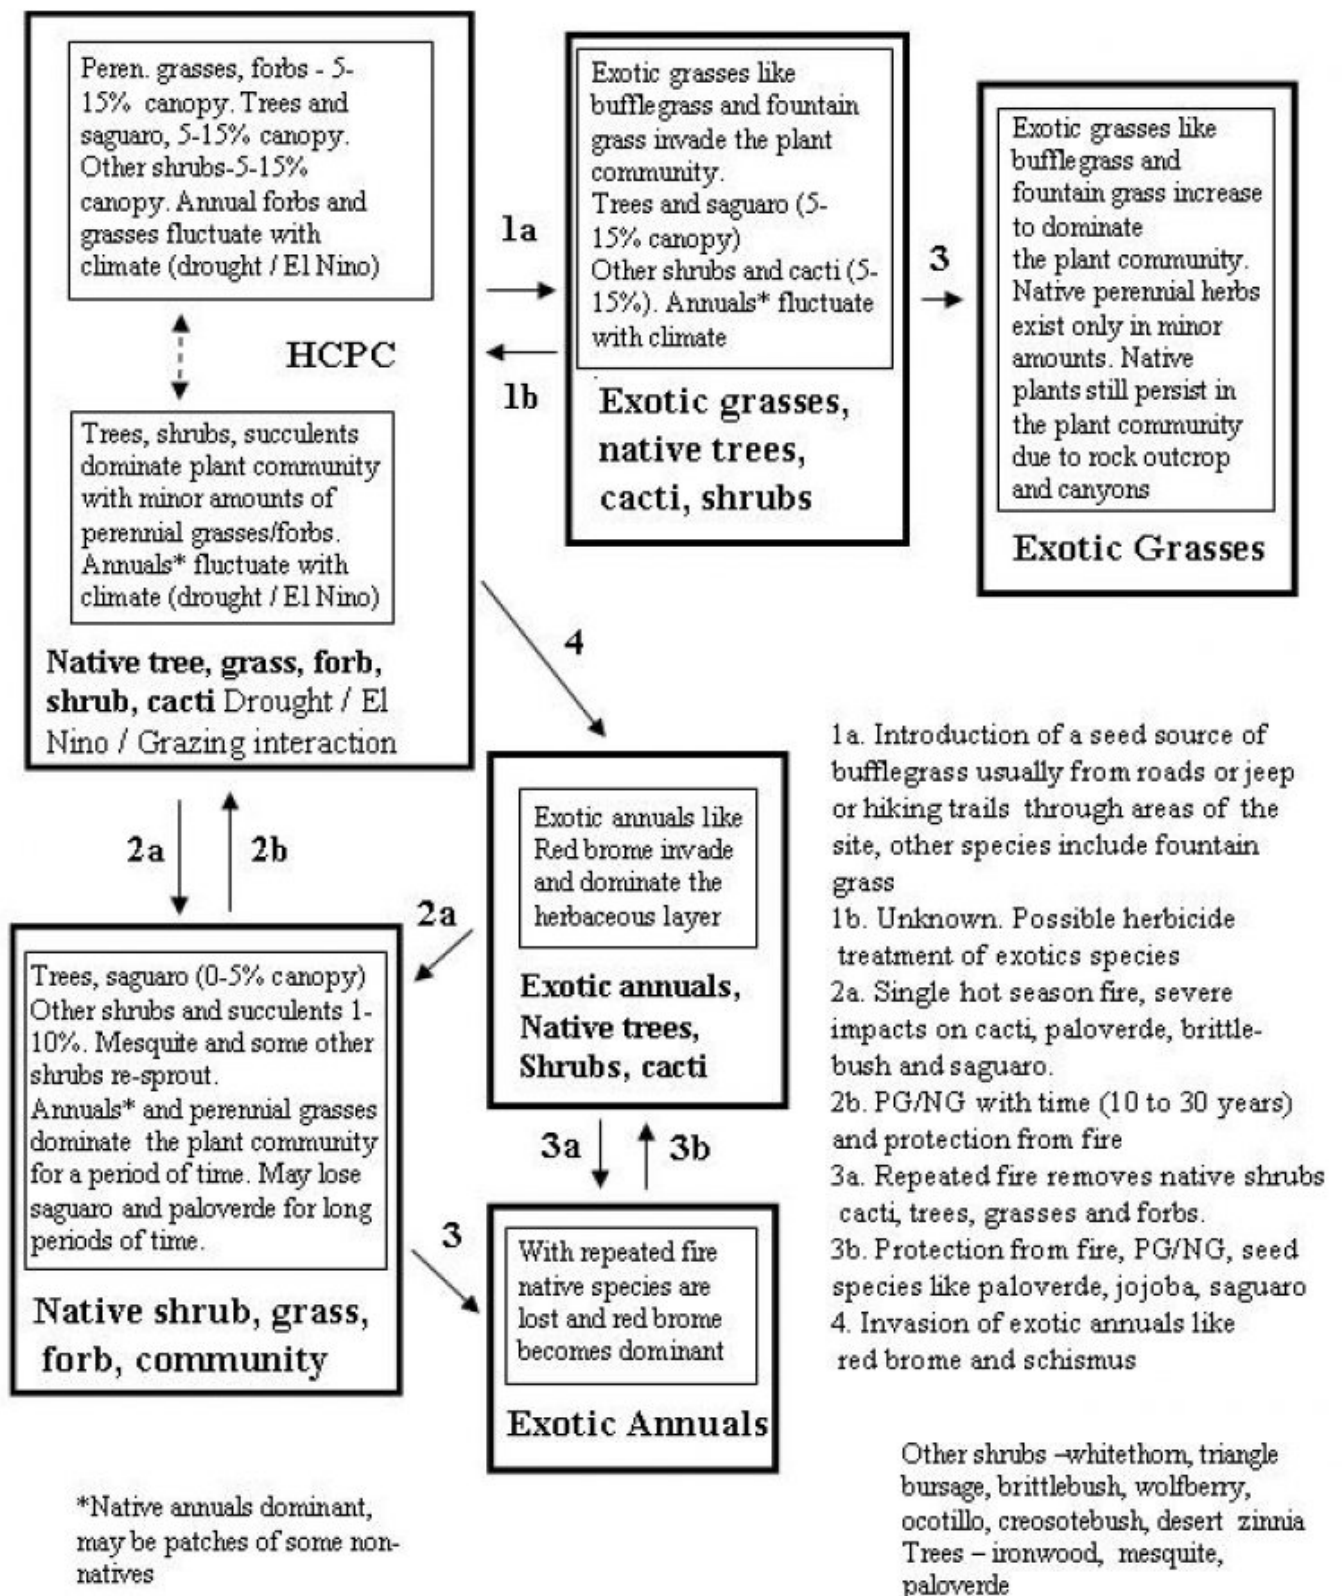 Peren. grasses, forbs - 5-
15% canopy. Trees and
saguaro, 5-15% canopy.
Other shrubs-5-15%
canopy. Annual forbs and
grasses fluctuate with
climate (drought / El Nino)
HCPC
Trees, shrubs, succulents
dominate plant community
with minor amounts of
perennial grasses/forbs.
Annuals* fluctuate with
climate (drought / El Nino)
Native tree, grass, forb,
shrub, cacti Drought / El
Nino / Grazing interaction
1a
1b
Exotic grasses like
bufflegrass and fountain
grass invade the plant
community.
Trees and saguaro (5-
15% canopy)
Other shrubs and cacti (5-
15%). Annuals* fluctuate
with climate
Exotic grasses,
native trees,
cacti, shrubs
3
Exotic grasses like
bufflegrass and
fountain grass increase
to dominate
the plant community.
Native perennial herbs
exist only in minor
amounts. Native
plants still persist in
the plant community
due to rock outcrop
and canyons
Exotic Grasses
4
2a
2b
Exotic annuals like
Red brome invade
and dominate the
herbaceous layer
Exotic annuals,
Native trees,
Shrubs, cacti
2a
Trees, saguaro (0-5% canopy)
Other shrubs and succulents 1-
10%. Mesquite and some other
shrubs re-sprout.
Annuals* and perennial grasses
dominate the plant community
for a period of time. May lose
saguaro and paloverde for long
periods of time.
Native shrub, grass,
forb, community
3a
3b
3
With repeated fire
native species are
lost and red brome
becomes dominant
Exotic Annuals
1a. Introduction of a seed source of
bufflegrass usually from roads or jeep
or hiking trails through areas of the
site, other species include fountain
grass
1b. Unknown. Possible herbicide
treatment of exotics species
2a. Single hot season fire, severe
impacts on cacti, paloverde, brittle-
bush and saguaro.
2b. PG/NG with time (10 to 30 years)
and protection from fire
3a. Repeated fire removes native shrubs
cacti, trees, grasses and forbs.
3b. Protection from fire, PG/NG, seed
species like paloverde, jojoba, saguaro
4. Invasion of exotic annuals like
red brome and schismus
*Native annuals dominant,
may be patches of some non-
natives
Other shrubs –whitethorn, triangle
bursage, brittlebush, wolfberry,
ocotillo, creosotebush, desert zinnia
Trees – ironwood, mesquite,
paloverde